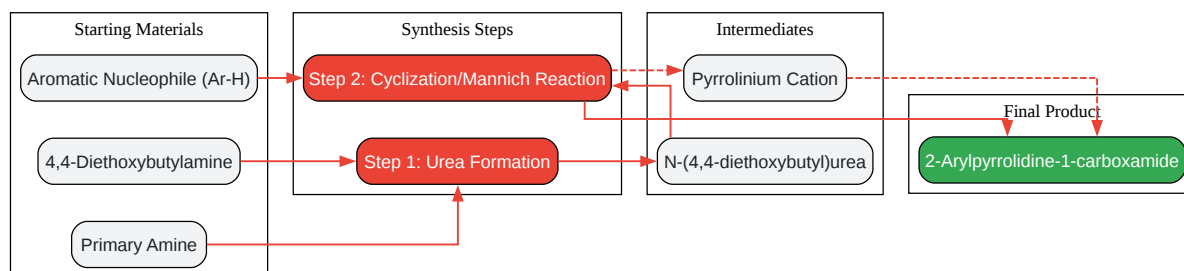 Starting Materials
Aromatic Nucleophile (Ar-H)
4,4-Diethoxybutylamine
Primary Amine
Synthesis Steps
Step 2: Cyclization/Mannich Reaction
Step 1: Urea Formation
Intermediates
Pyrrolinium Cation
N-(4,4-diethoxybutyl)urea
Final Product
2-Arylpyrrolidine-1-carboxamide